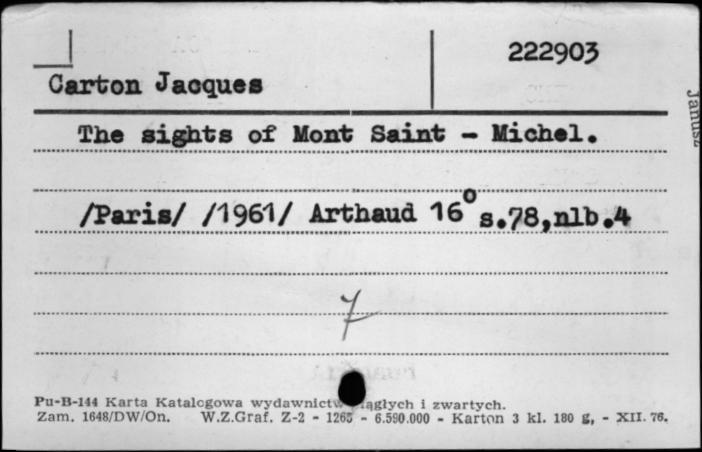 222903
Carton Jacques
The sights of Mont Saint - Michel.
/Paris/ /1961/ Arthaud 16° s.78,nlb.4
7
Pu-B-144 Karta Katalogowa wydawnictw ciągłych i zwartych.
Zam. 1648/DW/On. W.Z.Graf. Z-2 - 1265 - 6.590.000 - Karton 3 kl. 180 g, - XII. 76.
Janusz